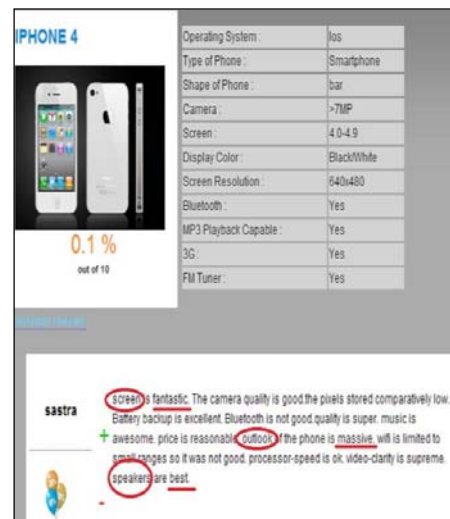 IPHONE 4
0.1 %
out of 10
Operating System : Ios
Type of Phone : Smartphone
Shape of Phone : bar
Camera : >7MP
Screen : 4.0-4.9
Display Color : Black/White
Screen Resolution : 640x480
Bluetooth : Yes
MP3 Playback Capable : Yes
3G : Yes
FM Tuner : Yes
sastra
+
-
screen is fantastic. The camera quality is good.the pixels stored comparatively low.
Battery backup is excellent. Bluetooth is not good.quality is super. music is
awesome. price is reasonable. outlook of the phone is massive. wifi is limited to
small ranges so it was not good. processor-speed is ok. video-clarity is supreme.
speakers are best.